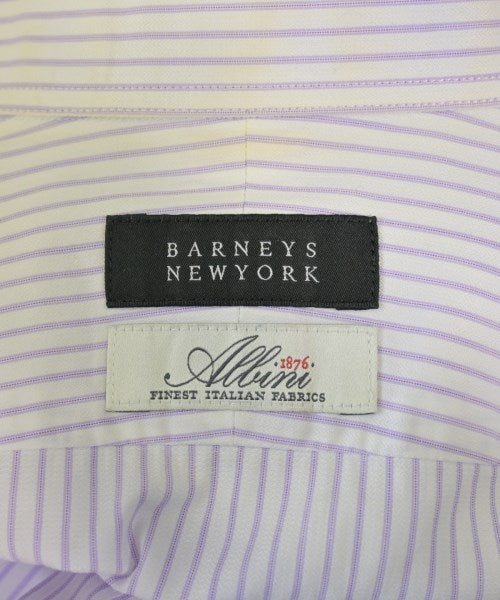 BARNEYS
NEWYORK
1876
Albini
FINEST ITALIAN FABRICS